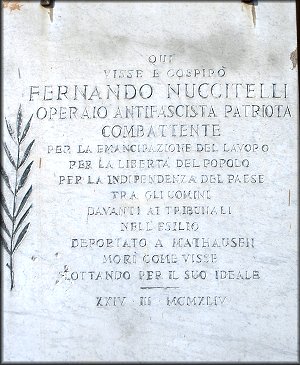 QUI
VISSE E COSPIRÒ
FERNANDO NUCCITELLI
OPERAIO ANTIFASCISTA PATRIOTA
COMBATTENTE
PER LA EMANCIPAZIONE DEL LAVORO
PER LA LIBERTÀ DEL POPOLO
PER LA INDIPENDENZA DEL PAESE
TRA GLI UOMINI
DAVANTI AI TRIBUNALI
NELL'ESILIO
DEPORTATO A MATHAUSEN
MORÌ COME VISSE
LOTTANDO PER IL SUO IDEALE
XXIV III MCMXLIV